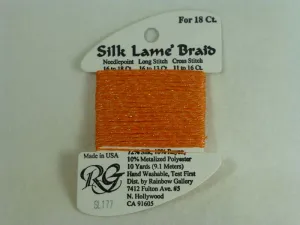 For 18 Ct.
Silk Lamé Braid
Needlepoint Long Stitch Cross Stitch
16 to 18 Ct. 16 to 13 Ct. 11 to 16 Ct.
72% Silk, 18% Rayon,
Made in USA 10% Metalized Polyester
10 Yards (9.1 Meters)
Hand Washable, Test First
RG Dist. by Rainbow Gallery
7412 Fulton Ave. #5
SL177 N. Hollywood
CA 91605